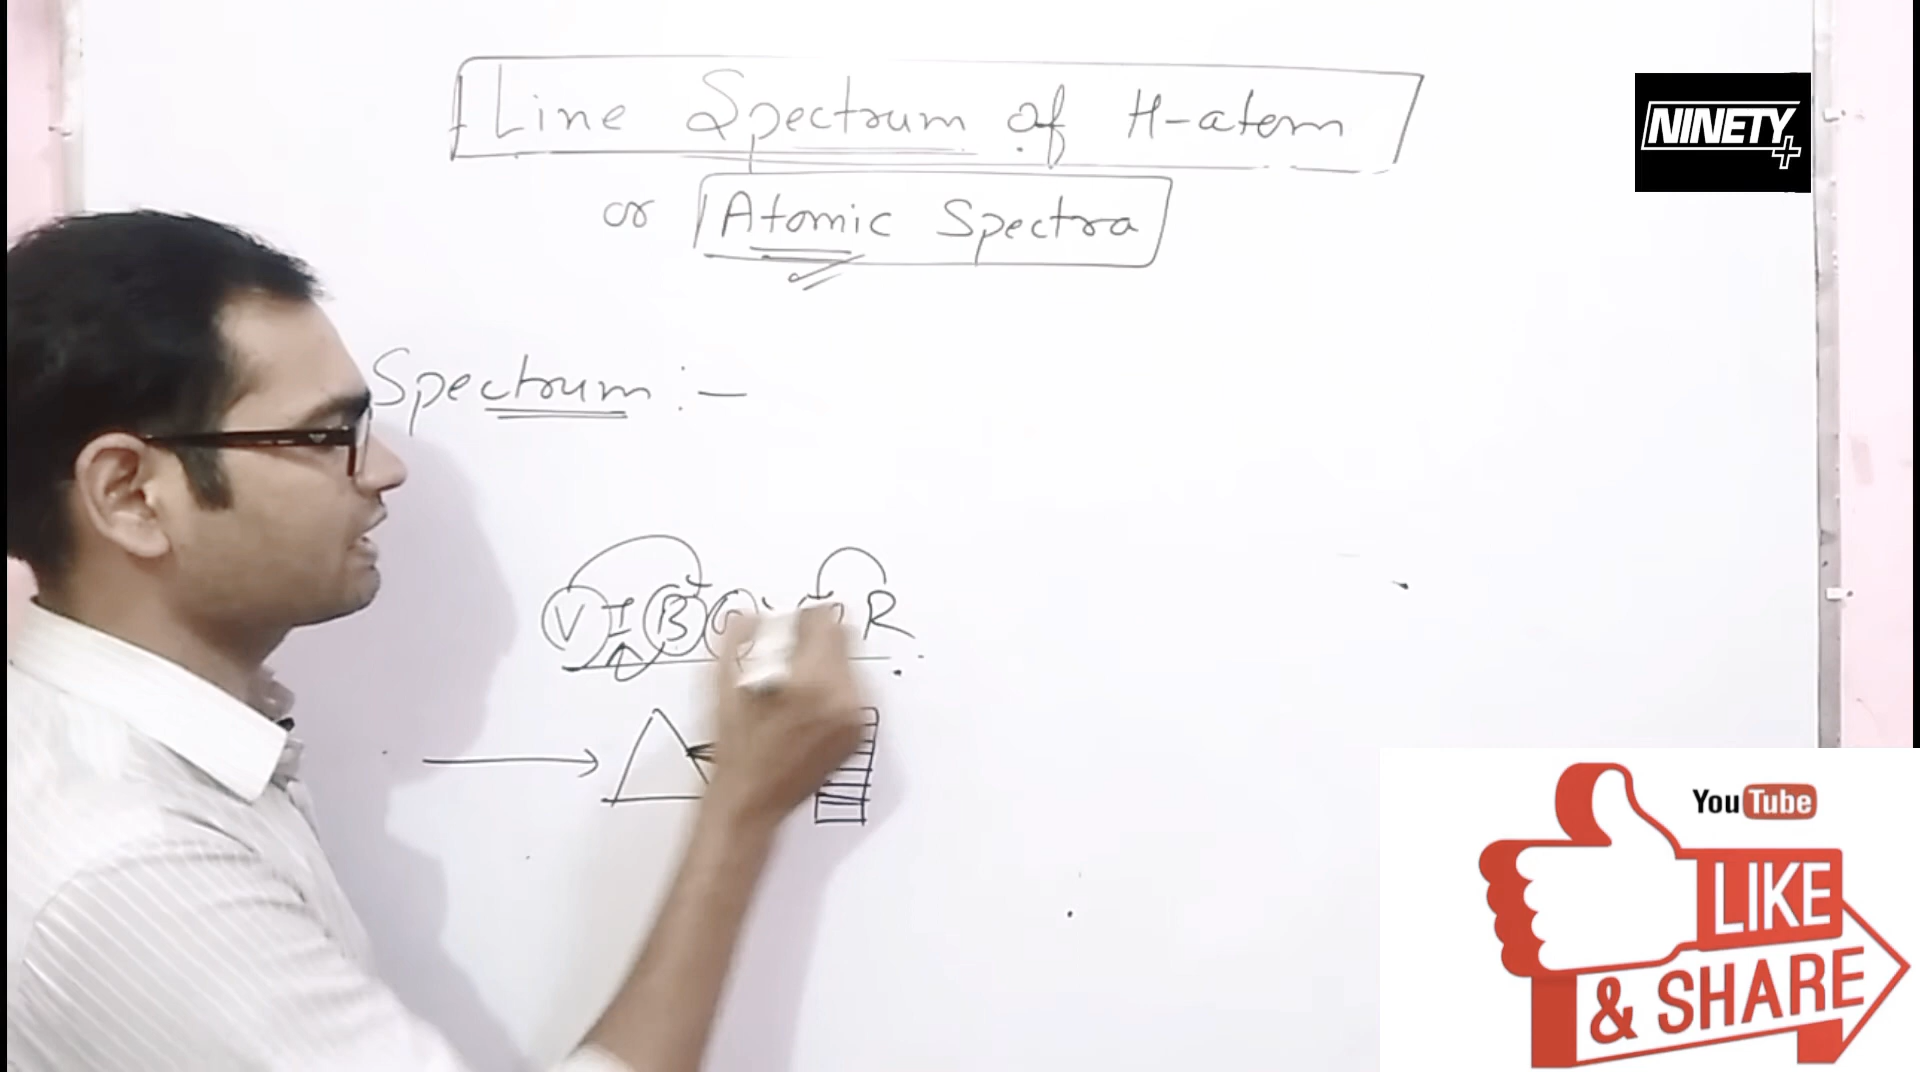 Line Spectrum of H-atom
or Atomic Spectra
NINETY+
Spectrum :-
V I B G R
YouTube
LIKE
& SHARE